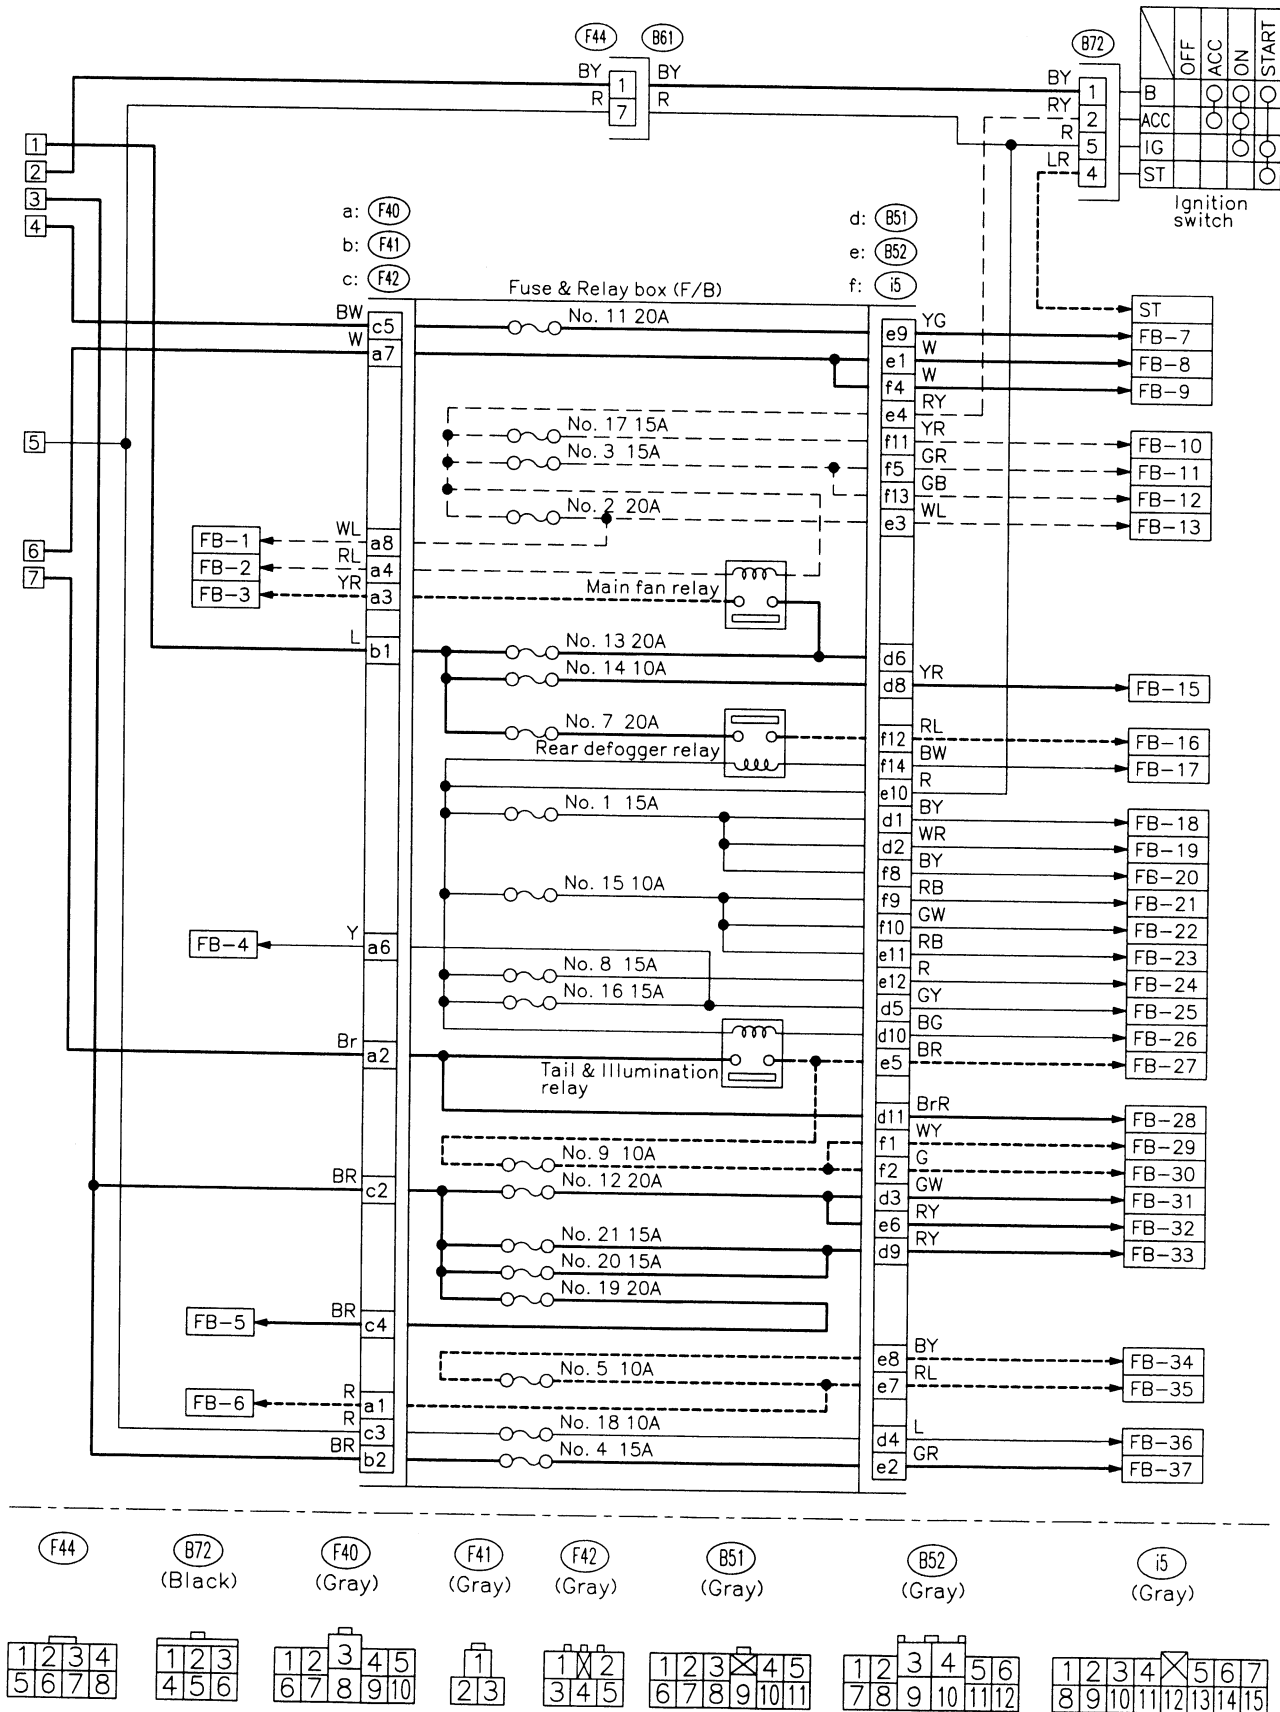 F44 B61 B72
OFF ACC ON START
BY 1 BY
R 7 R
BY 1 B
RY 2 ACC
R 5 IG
LR 4 ST
Ignition
switch
1
2
3
4
5
6
7
a: F40
b: F41
c: F42
d: B51
e: B52
f: i5
Fuse & Relay box (F/B)
BW c5 No. 11 20A e9 YG FB-7
ST
W a7 e1 W FB-8
f4 W FB-9
e4 RY
No. 17 15A f11 YR FB-10
No. 3 15A f5 GR FB-11
f13 GB FB-12
No. 2 20A e3 WL FB-13
FB-1 WL a8
FB-2 RL a4
FB-3 YR a3 Main fan relay
L b1 No. 13 20A d6
No. 14 10A d8 YR FB-15
No. 7 20A f12 RL FB-16
Rear defogger relay f14 BW FB-17
e10 R
No. 1 15A d1 BY FB-18
d2 WR FB-19
f8 BY FB-20
No. 15 10A f9 RB FB-21
f10 GW FB-22
FB-4 Y a6 e11 RB FB-23
No. 8 15A e12 R FB-24
No. 16 15A d5 GY FB-25
d10 BG FB-26
Br a2 e5 BR FB-27
Tail & Illumination
relay
d11 BrR FB-28
f1 WY FB-29
No. 9 10A f2 G FB-30
BR c2 No. 12 20A d3 GW FB-31
e6 RY FB-32
No. 21 15A d9 RY FB-33
No. 20 15A
No. 19 20A
FB-5 BR c4
e8 BY FB-34
No. 5 10A e7 RL FB-35
FB-6 R a1
R c3 No. 18 10A d4 L FB-36
BR b2 No. 4 15A e2 GR FB-37
F44 B72 F40 F41 F42 B51 B52 i5
(Black) (Gray) (Gray) (Gray) (Gray) (Gray) (Gray)
1 2 3 4
5 6 7 8
1 2 3
4 5 6
1 2 3 4 5
6 7 8 9 10
1
2 3
1 2
3 4 5
1 2 3 4 5
6 7 8 9 10 11
1 2 3 4 5 6
7 8 9 10 11 12
1 2 3 4 5 6 7
8 9 10 11 12 13 14 15